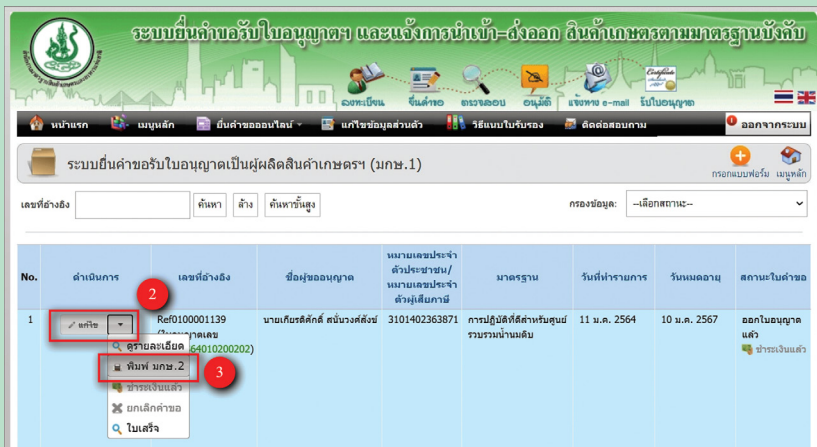 ระบบยื่นคำขอรับใบอนุญาตฯ และแจ้งการนำเข้า-ส่งออก สินค้าเกษตรตามมาตรฐานบังคับ
ลงทะเบียน ยื่นคำขอ ตรวจสอบ อนุมัติ แจ้งทาง e-mail รับใบอนุญาต
หน้าแรก เมนูหลัก ยื่นคำขอออนไลน์ แก้ไขข้อมูลส่วนตัว วิธีแนบใบรับรอง ติดต่อสอบถาม ออกจากระบบ
ระบบยื่นคำขอรับใบอนุญาตเป็นผู้ผลิตสินค้าเกษตรฯ (มกษ.1)
กรอกแบบฟอร์ม เมนูหลัก
เลขที่อ้างอิง ค้นหา ล้าง ค้นหาขั้นสูง กรองข้อมูล: --เลือกสถานะ--
No. ดำเนินการ เลขที่อ้างอิง ชื่อผู้ขออนุญาต หมายเลขประจำ
ตัวประชาชน/
หมายเลขประจำ
ตัวผู้เสียภาษี
มาตรฐาน วันที่ทำรายการ วันหมดอายุ สถานะใบคำขอ
2
1 แก้ไข Ref0100001139 นายเกียรติศักดิ์ สนั่นวงศ์สังข์ 3101402363871 การปฏิบัติที่ดีสำหรับศูนย์ 11 ม.ค. 2564 10 ม.ค. 2567 ออกใบอนุญาต
รวบรวมน้ำนมดิบ แล้ว
64010200202) ชำระเงินแล้ว
ดูรายละเอียด
พิมพ์ มกษ.2
3
ชำระเงินแล้ว
ยกเลิกคำขอ
ใบเสร็จ